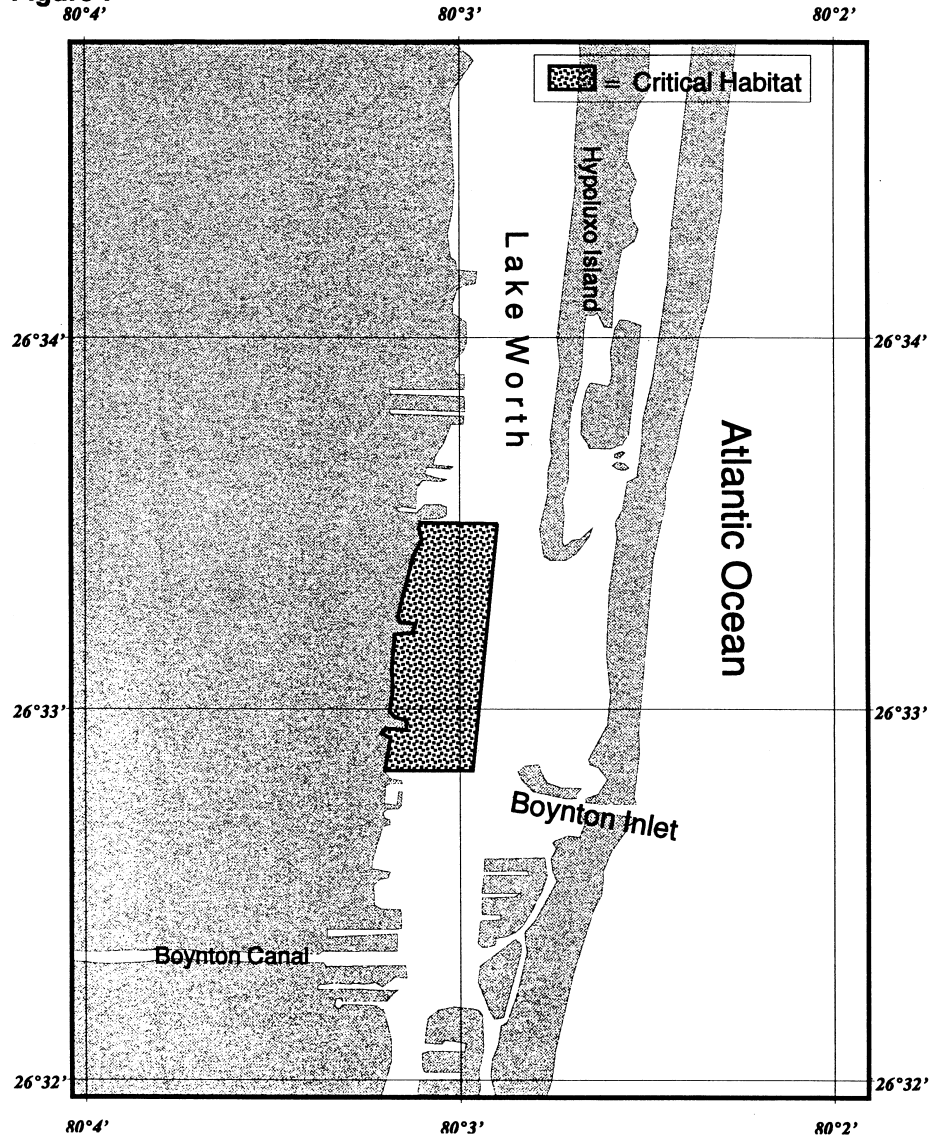 80°4'
80°3'
80°2'
= Critical Habitat
Hypoluxo Island
Lake Worth
26°34'
26°34'
Atlantic Ocean
26°33'
26°33'
Boynton Inlet
Boynton Canal
26°32'
26°32'
80°4'
80°3'
80°2'